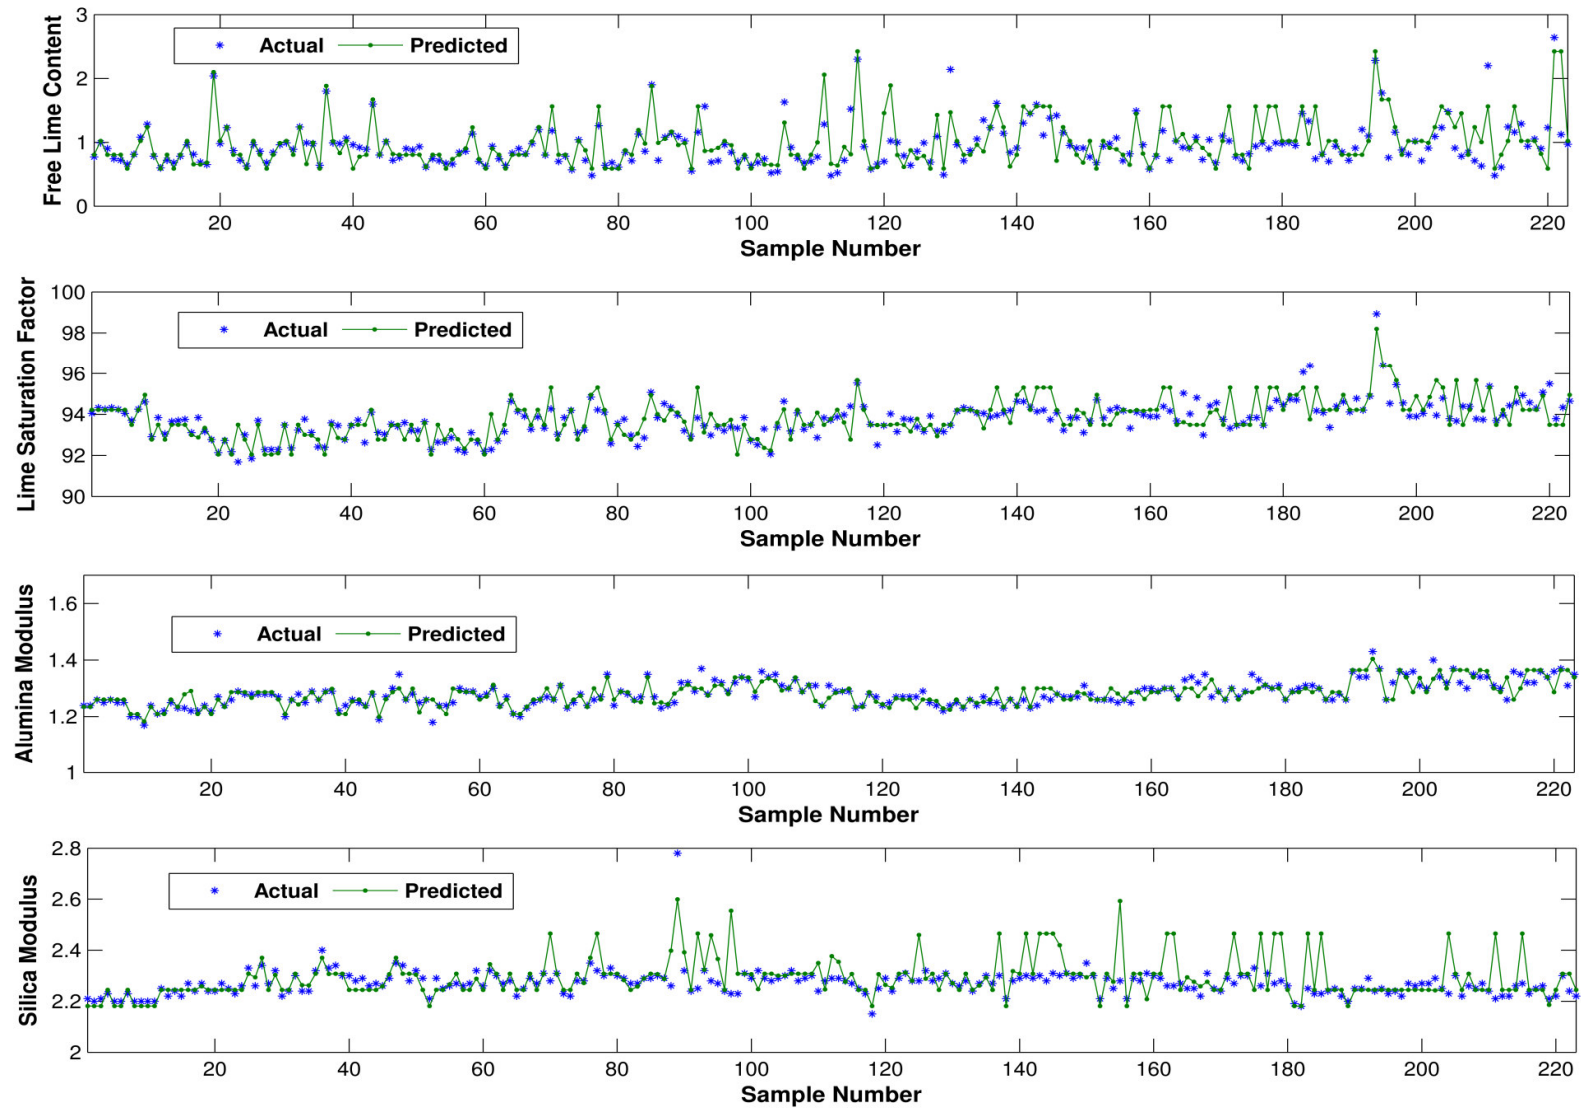 Free Lime Content
3
2
1
0
Actual Predicted
20 40 60 80 100 120 140 160 180 200 220
Sample Number
Lime Saturation Factor
100
98
96
94
92
90
Actual Predicted
20 40 60 80 100 120 140 160 180 200 220
Sample Number
Alumina Modulus
1.6
1.4
1.2
1
Actual Predicted
20 40 60 80 100 120 140 160 180 200 220
Sample Number
Silica Modulus
2.8
2.6
2.4
2.2
2
Actual Predicted
20 40 60 80 100 120 140 160 180 200 220
Sample Number